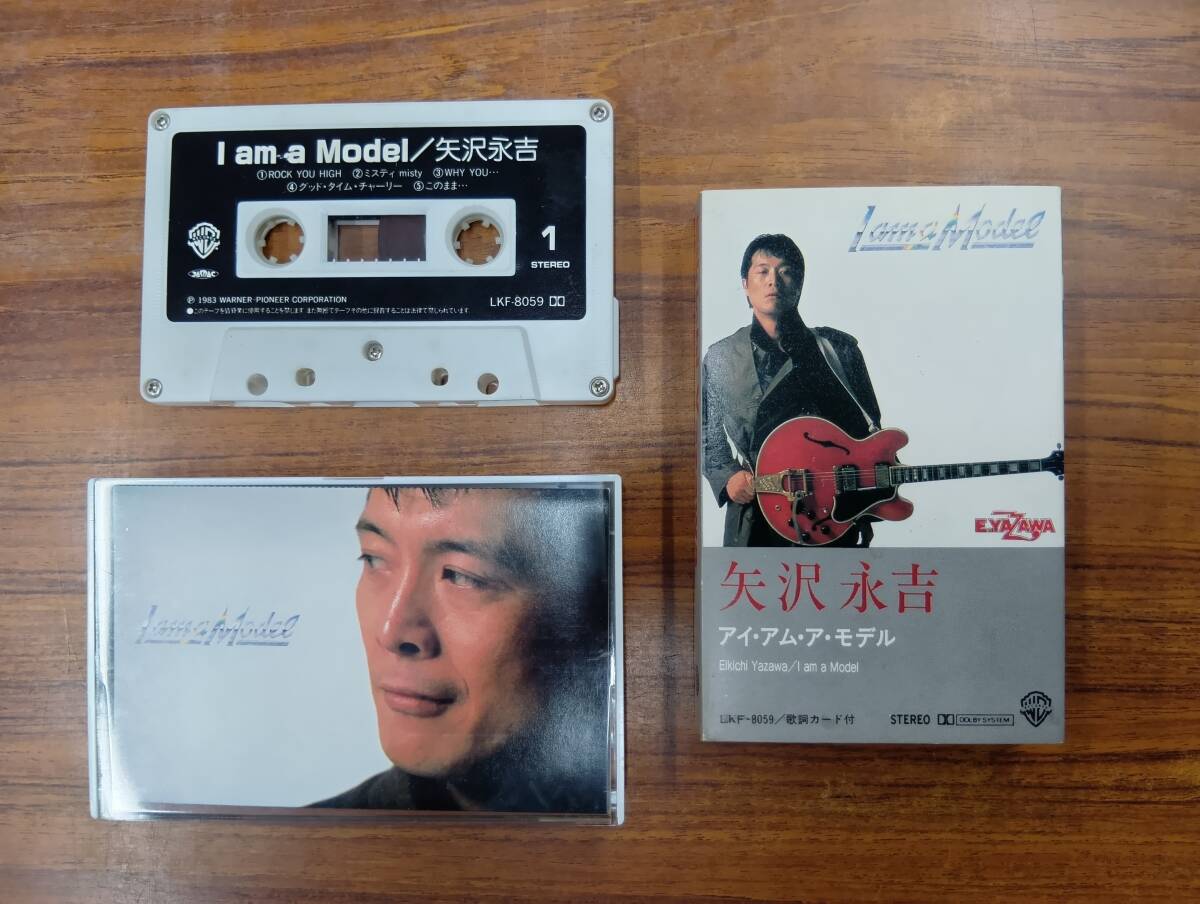 I am a Model／矢沢永吉
①ROCK YOU HIGH ②ミスティ misty ③WHY YOU…
④グッド・タイム・チャーリー ⑤このまま…
1
STEREO
JAMAC
Ⓟ 1983 WARNER-PIONEER CORPORATION
LKF-8059
I am a Model
I am a Model
E.YAZAWA
矢沢 永吉
アイ・アム・ア・モデル
Eikichi Yazawa/I am a Model
LKF-8059／歌詞カード付 STEREO DOLBY SYSTEM